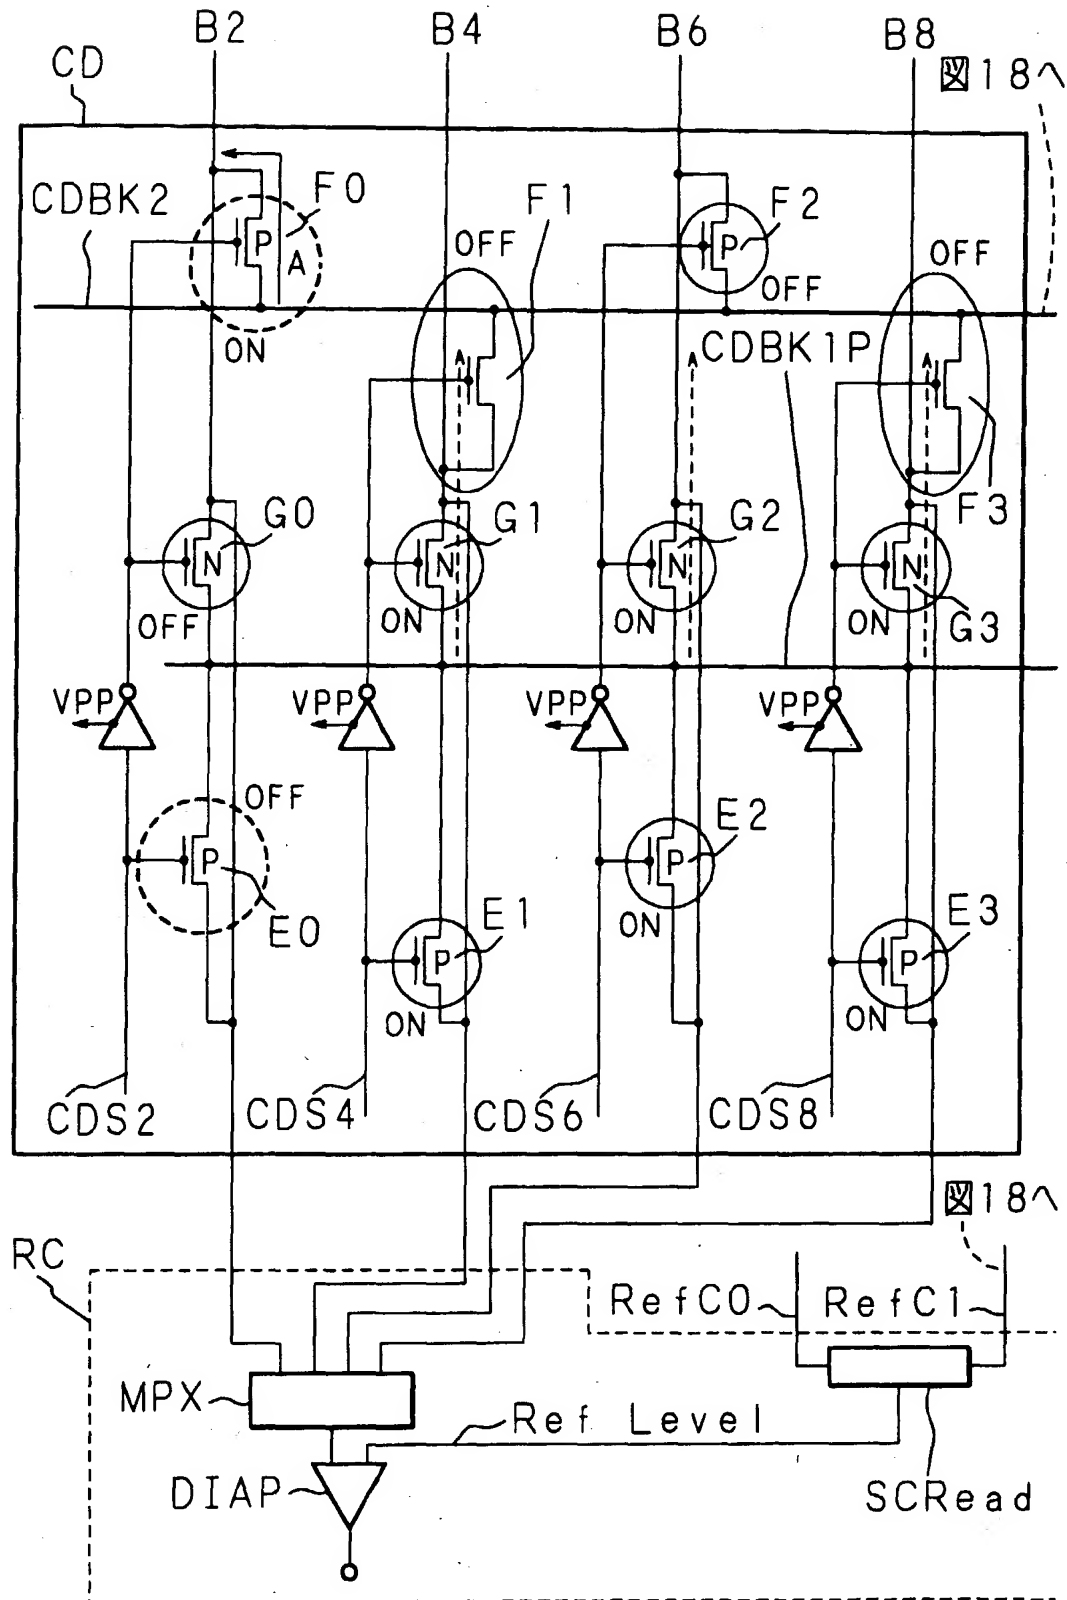 B2
B4
B6
B8
CD
図18へ
CDBK2
F0
P
A
ON
F1
OFF
F2
P
OFF
OFF
CDBK1P
F3
G0
N
OFF
G1
N
ON
G2
N
ON
N
ON
G3
VPP
VPP
VPP
VPP
OFF
P
E0
E1
P
ON
E2
P
ON
E3
P
ON
CDS2
CDS4
CDS6
CDS8
図18へ
RC
RefC0
RefC1
MPX
Ref Level
DIAP
SCRead